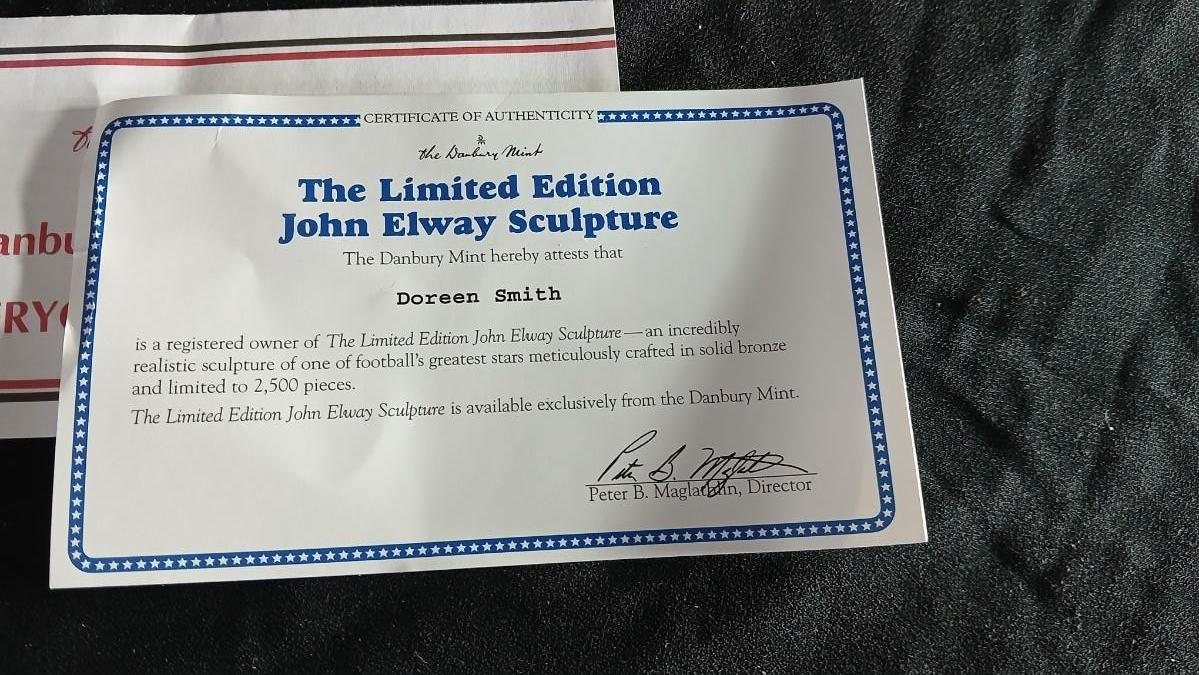 CERTIFICATE OF AUTHENTICITY
the Danbury Mint
The Limited Edition
John Elway Sculpture
The Danbury Mint hereby attests that
Doreen Smith
is a registered owner of The Limited Edition John Elway Sculpture—an incredibly
realistic sculpture of one of football's greatest stars meticulously crafted in solid bronze
and limited to 2,500 pieces.
The Limited Edition John Elway Sculpture is available exclusively from the Danbury Mint.
Peter B. Maglathlin, Director